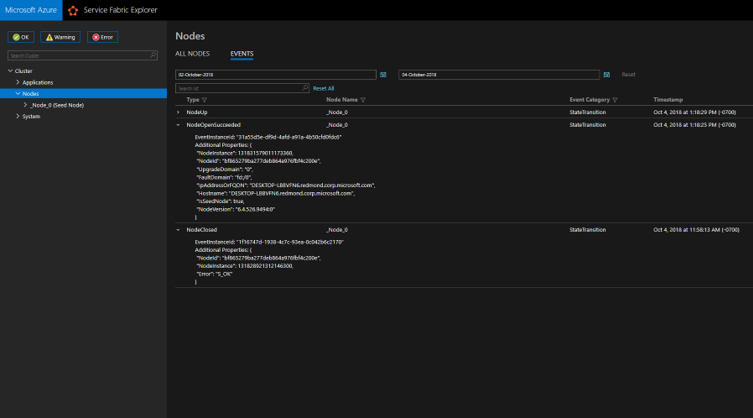 Microsoft Azure Service Fabric Explorer
OK Warning Error
Search Cluster
Cluster
Applications
Nodes
_Node_0 (Seed Node)
System
Nodes
ALL NODES EVENTS
02-October-2018 04-October-2018 Reset
Search list Reset All
Type Node Name Event Category Timestamp
NodeUp _Node_0 StateTransition Oct 4, 2018 at 1:18:29 PM (-0700)
NodeOpenSucceeded _Node_0 StateTransition Oct 4, 2018 at 1:18:25 PM (-0700)
EventInstanceId: "31a55d5e-df9d-4afd-a91a-4b50cfd0fdc6"
Additional Properties: {
"NodeInstance": 131831579011173360,
"NodeId": "bf865279ba277deb864a976fbf4c200e",
"UpgradeDomain": "0",
"FaultDomain": "fd:/0",
"IpAddressOrFQDN": "DESKTOP-LBBVFN6.redmond.corp.microsoft.com",
"Hostname": "DESKTOP-LBBVFN6.redmond.corp.microsoft.com",
"IsSeedNode": true,
"NodeVersion": "6.4.526.9494:0"
}
NodeClosed _Node_0 StateTransition Oct 4, 2018 at 11:58:13 AM (-0700)
EventInstanceId: "1f16747d-1938-4c7c-93ea-0c042b6c2170"
Additional Properties: {
"NodeId": "bf865279ba277deb864a976fbf4c200e",
"NodeInstance": 131828921312146300,
"Error": "S_OK"
}